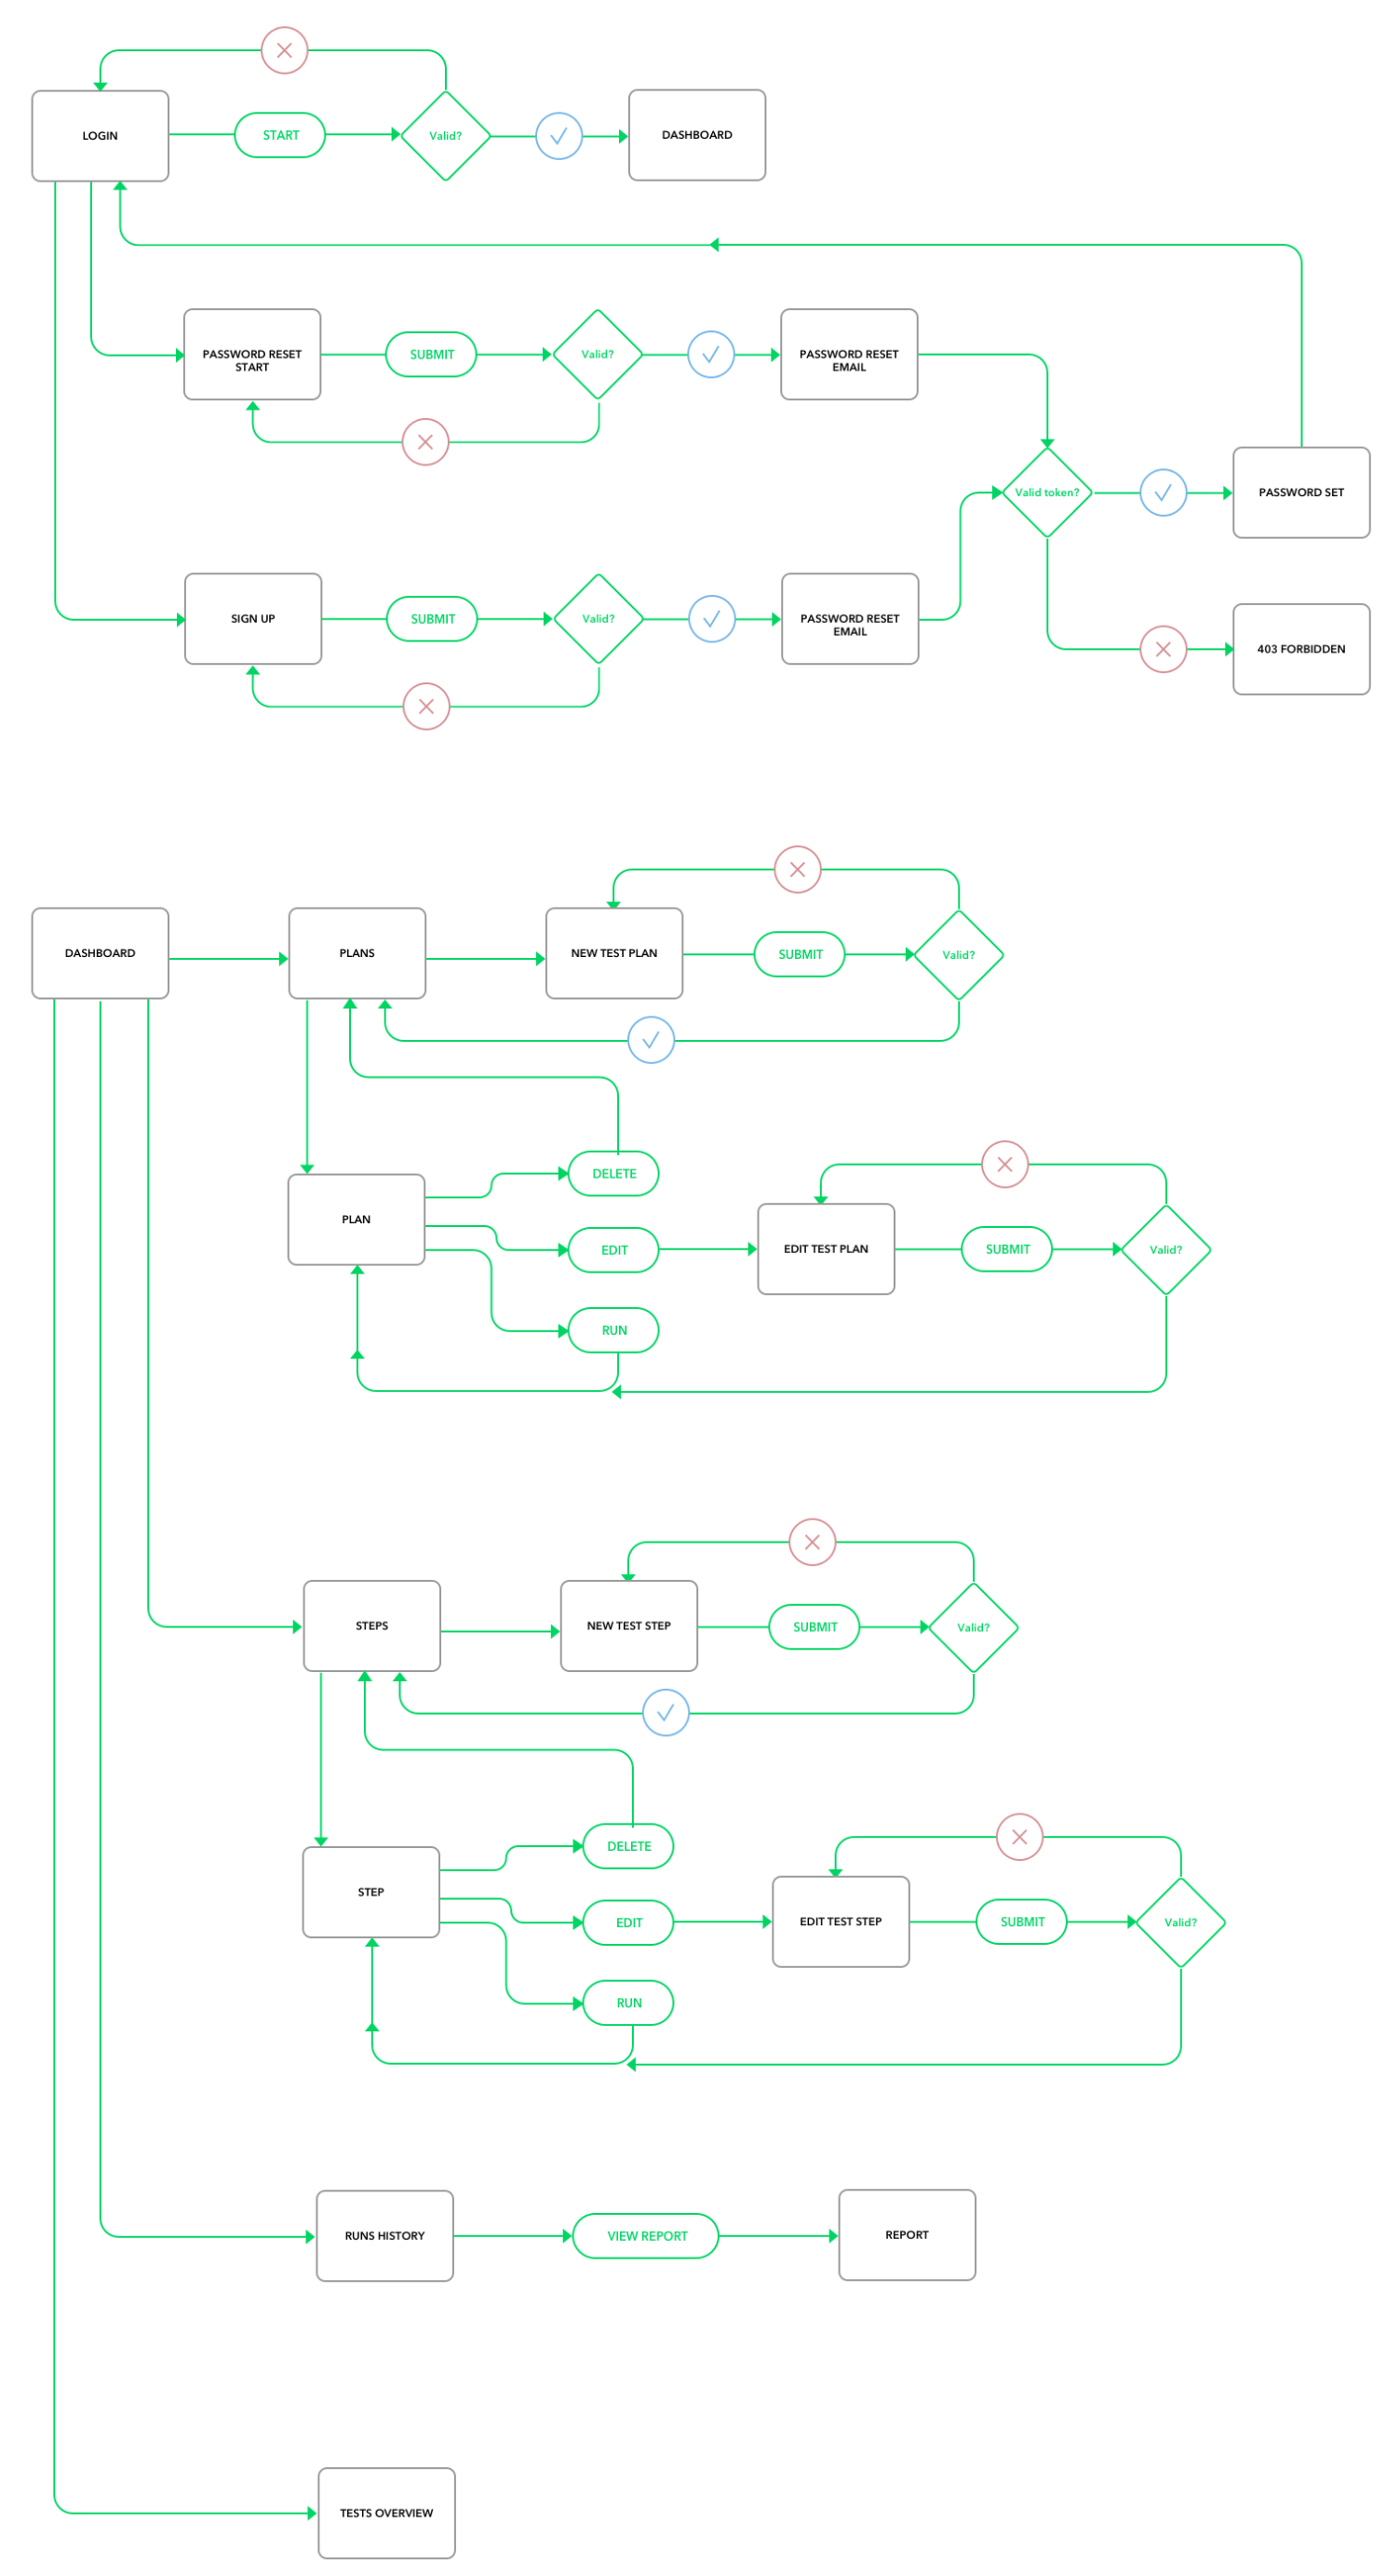 LOGIN
START
Valid?
DASHBOARD
PASSWORD RESET
START
SUBMIT
Valid?
PASSWORD RESET
EMAIL
Valid token?
PASSWORD SET
SIGN UP
SUBMIT
Valid?
PASSWORD RESET
EMAIL
403 FORBIDDEN
DASHBOARD
PLANS
NEW TEST PLAN
SUBMIT
Valid?
PLAN
DELETE
EDIT
RUN
EDIT TEST PLAN
SUBMIT
Valid?
STEPS
NEW TEST STEP
SUBMIT
Valid?
STEP
DELETE
EDIT
RUN
EDIT TEST STEP
SUBMIT
Valid?
RUNS HISTORY
VIEW REPORT
REPORT
TESTS OVERVIEW